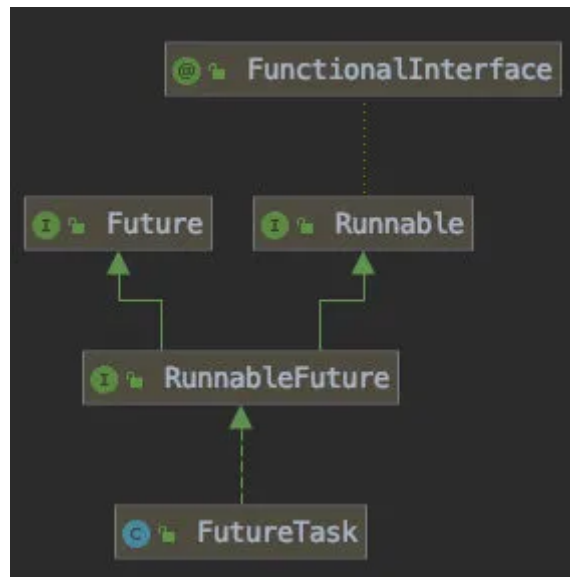 @ FunctionalInterface
I Future
I Runnable
I RunnableFuture
C FutureTask